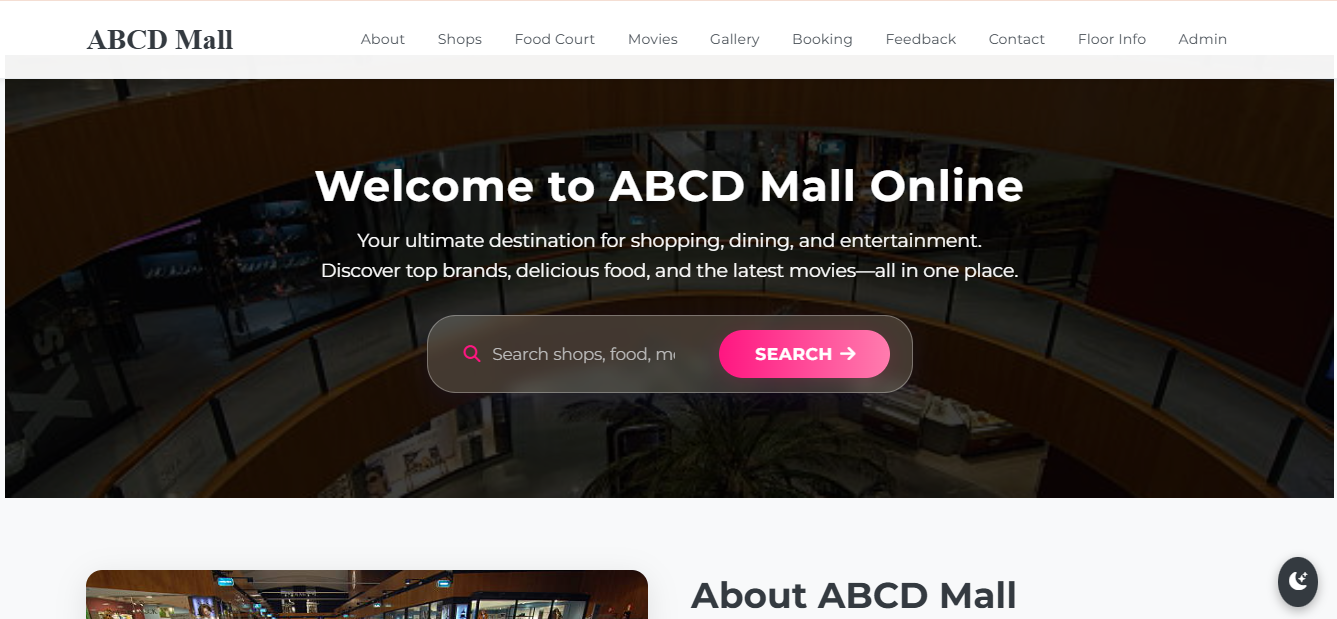 ABCD Mall
About Shops Food Court Movies Gallery Booking Feedback Contact Floor Info Admin
Welcome to ABCD Mall Online
Your ultimate destination for shopping, dining, and entertainment.
Discover top brands, delicious food, and the latest movies—all in one place.
Search shops, food, m
SEARCH →
About ABCD Mall